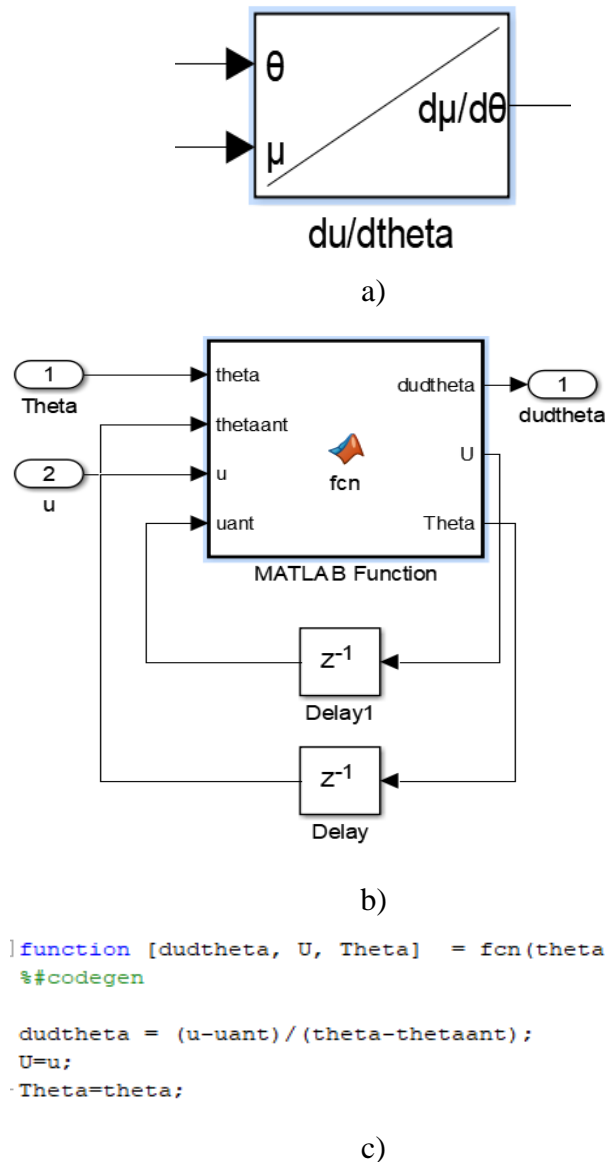 θ
dμ/dθ
μ
du/dtheta
a)
1
Theta
2
u
theta
thetaant
u
uant
fcn
dudtheta
U
Theta
1
dudtheta
MATLAB Function
z-1
Delay1
z-1
Delay
b)
function [dudtheta, U, Theta] = fcn(theta
%#codegen
dudtheta = (u-uant)/(theta-thetaant);
U=u;
Theta=theta;
c)